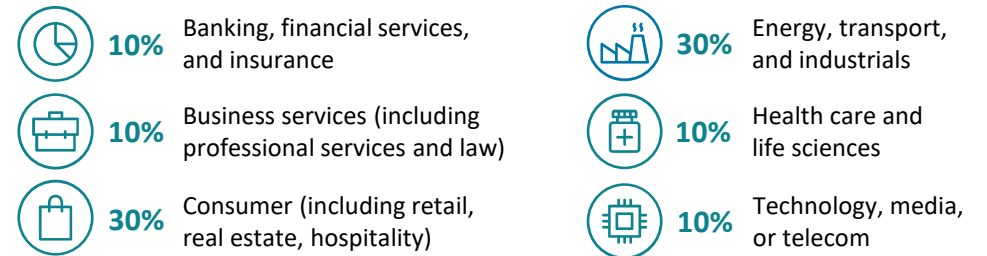 10%
Banking, financial services,
and insurance
10%
Business services (including
professional services and law)
30%
Consumer (including retail,
real estate, hospitality)
30%
Energy, transport,
and industrials
10%
Health care and
life sciences
10%
Technology, media,
or telecom